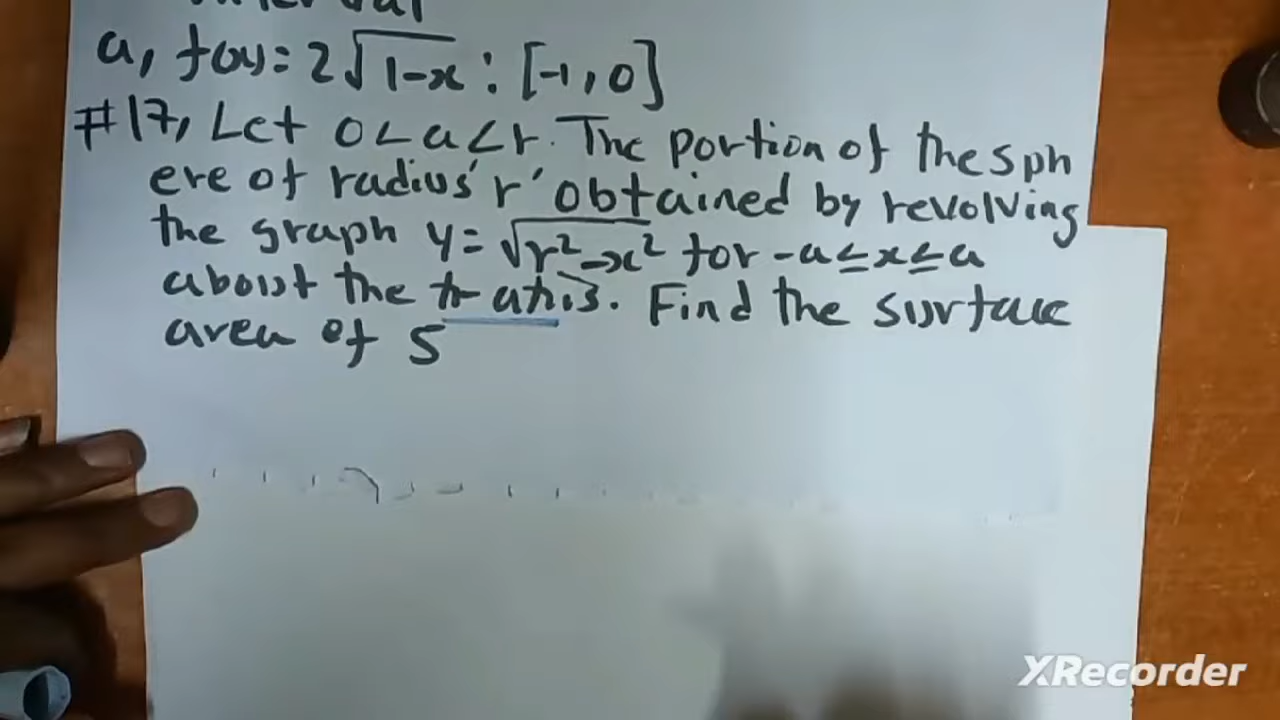 a, f(x)= 2√1-x : [-1, 0]
#17, Let 0<a<r. The portion of the sph
ere of radius 'r' obtained by revolving
the graph y=√r²-x² for -a≤x≤a
about the x-axis. Find the surface
area of S
XRecorder